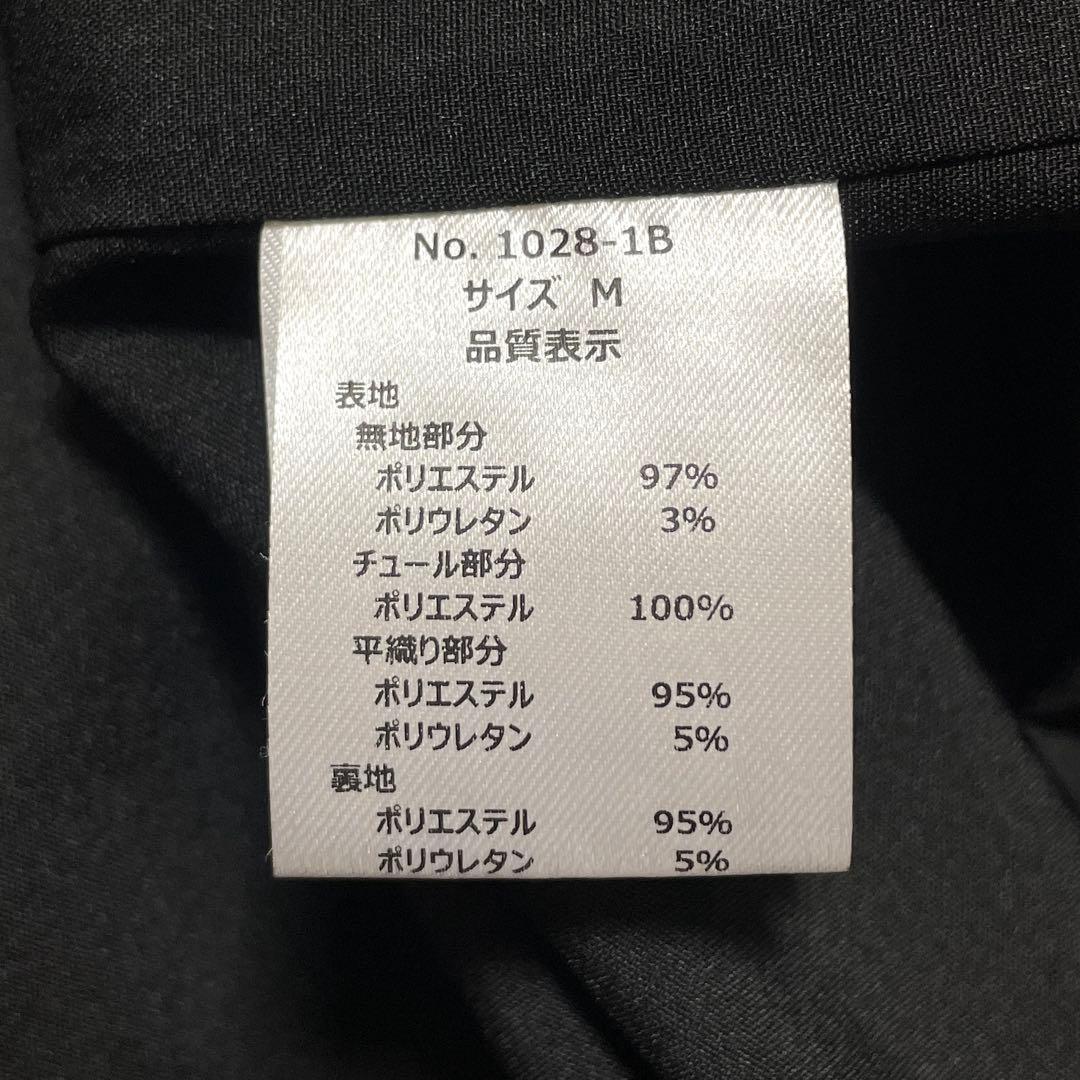 No. 1028-1B
サイズ M
品質表示
表地
無地部分
ポリエステル 97%
ポリウレタン 3%
チュール部分
ポリエステル 100%
平織り部分
ポリエステル 95%
ポリウレタン 5%
裏地
ポリエステル 95%
ポリウレタン 5%